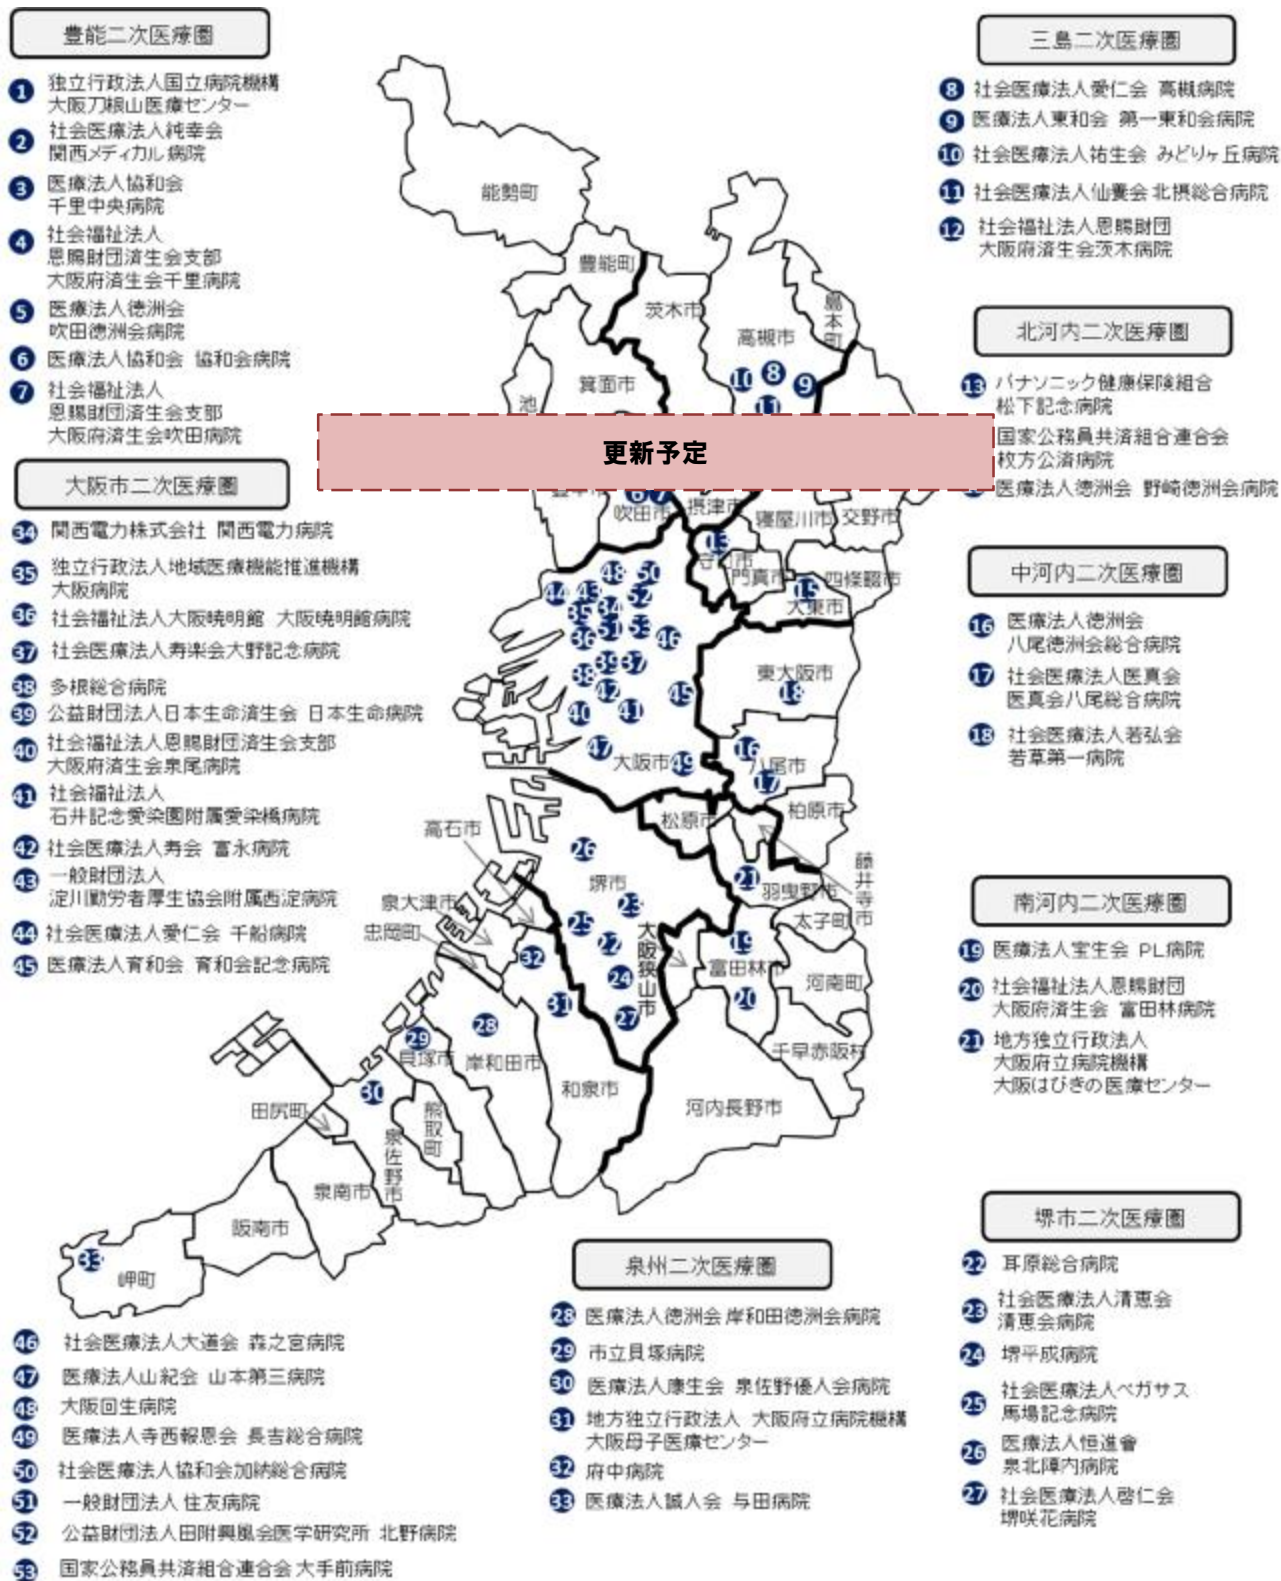 豊能二次医療圏
1 独立行政法人国立病院機構
大阪刀根山医療センター
2 社会医療法人純幸会
関西メディカル病院
3 医療法人協和会
千里中央病院
4 社会福祉法人
恩賜財団済生会支部
大阪府済生会千里病院
5 医療法人徳洲会
吹田徳洲会病院
6 医療法人協和会 協和会病院
7 社会福祉法人
恩賜財団済生会支部
大阪府済生会吹田病院
大阪市二次医療圏
34 関西電力株式会社 関西電力病院
35 独立行政法人地域医療機能推進機構
大阪病院
36 社会福祉法人大阪暁明館 大阪暁明館病院
37 社会医療法人寿楽会大野記念病院
38 多根総合病院
39 公益財団法人日本生命済生会 日本生命病院
40 社会福祉法人恩賜財団済生会支部
大阪府済生会泉尾病院
41 社会福祉法人
石井記念愛染園附属愛染橋病院
42 社会医療法人寿会 富永病院
43 一般財団法人
淀川勤労者厚生協会附属西淀病院
44 社会医療法人愛仁会 千船病院
45 医療法人育和会 育和会記念病院
46 社会医療法人大道会 森之宮病院
47 医療法人山紀会 山本第三病院
48 大阪回生病院
49 医療法人寺西報恩会 長吉総合病院
50 社会医療法人協和会加納総合病院
51 一般財団法人 住友病院
52 公益財団法人田附興風会医学研究所 北野病院
53 国家公務員共済組合連合会 大手前病院
三島二次医療圏
8 社会医療法人愛仁会 高槻病院
9 医療法人東和会 第一東和会病院
10 社会医療法人祐生会 みどりヶ丘病院
11 社会医療法人仙養会 北摂総合病院
12 社会福祉法人恩賜財団
大阪府済生会茨木病院
北河内二次医療圏
13 パナソニック健康保険組合
松下記念病院
国家公務員共済組合連合会
枚方公済病院
医療法人徳洲会 野崎徳洲会病院
中河内二次医療圏
16 医療法人徳洲会
八尾徳洲会総合病院
17 社会医療法人医真会
医真会八尾総合病院
18 社会医療法人若弘会
若草第一病院
南河内二次医療圏
19 医療法人宝生会 PL病院
20 社会福祉法人恩賜財団
大阪府済生会 富田林病院
21 地方独立行政法人
大阪府立病院機構
大阪はびきの医療センター
堺市二次医療圏
22 耳原総合病院
23 社会医療法人清恵会
清恵会病院
24 堺平成病院
25 社会医療法人ペガサス
馬場記念病院
26 医療法人恒進會
泉北陣内病院
27 社会医療法人啓仁会
堺咲花病院
泉州二次医療圏
28 医療法人徳洲会 岸和田徳洲会病院
29 市立貝塚病院
30 医療法人康生会 泉佐野優人会病院
31 地方独立行政法人 大阪府立病院機構
大阪母子医療センター
32 府中病院
33 医療法人誠人会 与田病院
能勢町
豊能町
茨木市
高槻市
島本町
10 8 9
11
箕面市
池
更新予定
豊中市
6 7
吹田市
摂津市
寝屋川市
交野市
13
守口市
門真市
四條畷市
15
大東市
48 50
44 43 52
35 34
36 51 53 46
39 37
38 42 45
40 41
47
大阪市
49
東大阪市
18
16
八尾市
17
柏原市
松原市
藤井寺市
高石市
26
堺市
23
25
22
24
27
21
羽曳野市
太子町
大阪狭山市
19
富田林市
20
河南町
千早赤阪村
河内長野市
泉大津市
忠岡町
32
31
和泉市
28
岸和田市
29
貝塚市
30
熊取町
田尻町
泉佐野市
泉南市
阪南市
33
岬町